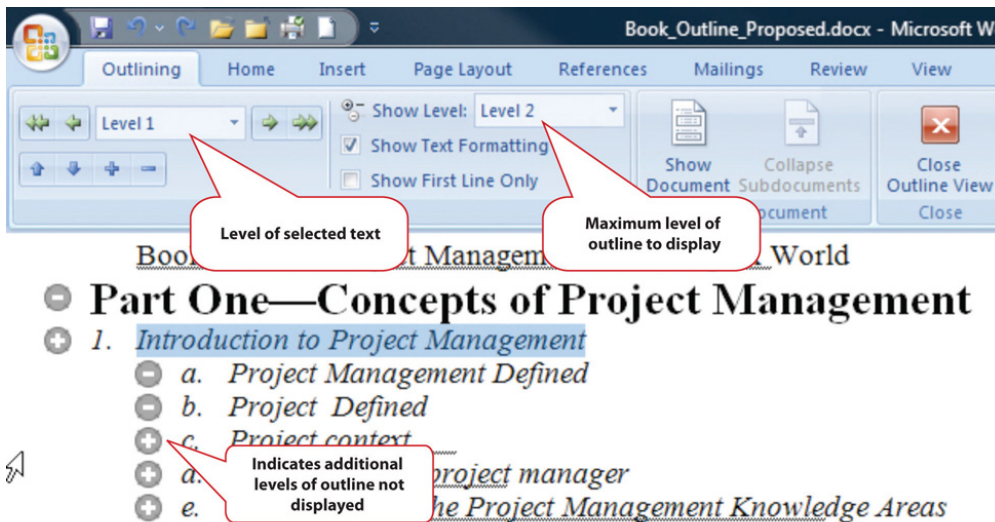 Book_Outline_Proposed.docx - Microsoft W
Outlining Home Insert Page Layout References Mailings Review View
Level 1
Show Level: Level 2
Show Text Formatting
Show First Line Only
Show Document
Collapse Subdocuments
Close Outline View
Close
Level of selected text
Maximum level of outline to display
World
Part One—Concepts of Project Management
1. Introduction to Project Management
a. Project Management Defined
b. Project Defined
c. Project context
Indicates additional levels of outline not displayed
d. project manager
e. the Project Management Knowledge Areas